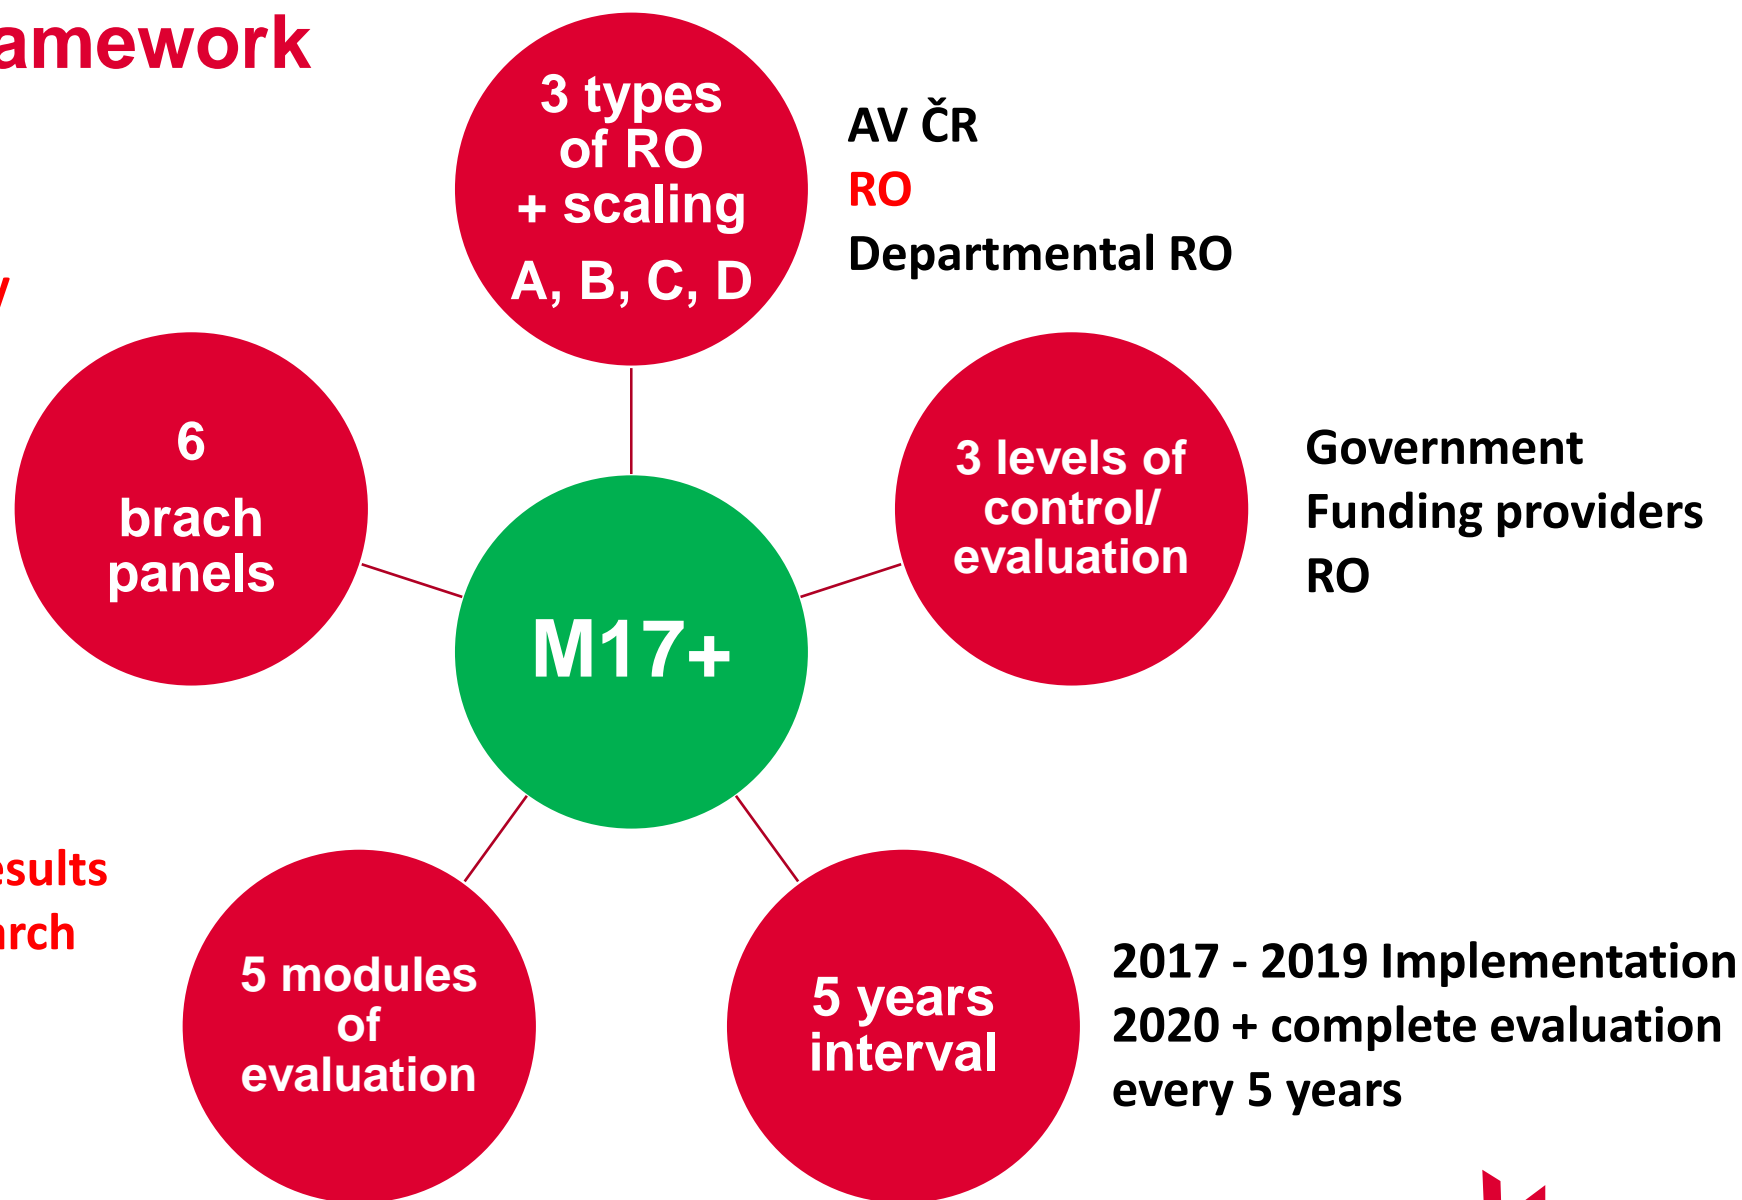 amework
3 types
of RO
+ scaling
A, B, C, D
AV ČR
RO
Departmental RO
y
6
brach
panels
3 levels of
control/
evaluation
Government
Funding providers
RO
M17+
esults
arch
5 modules
of
evaluation
5 years
interval
2017 - 2019 Implementation
2020 + complete evaluation
every 5 years